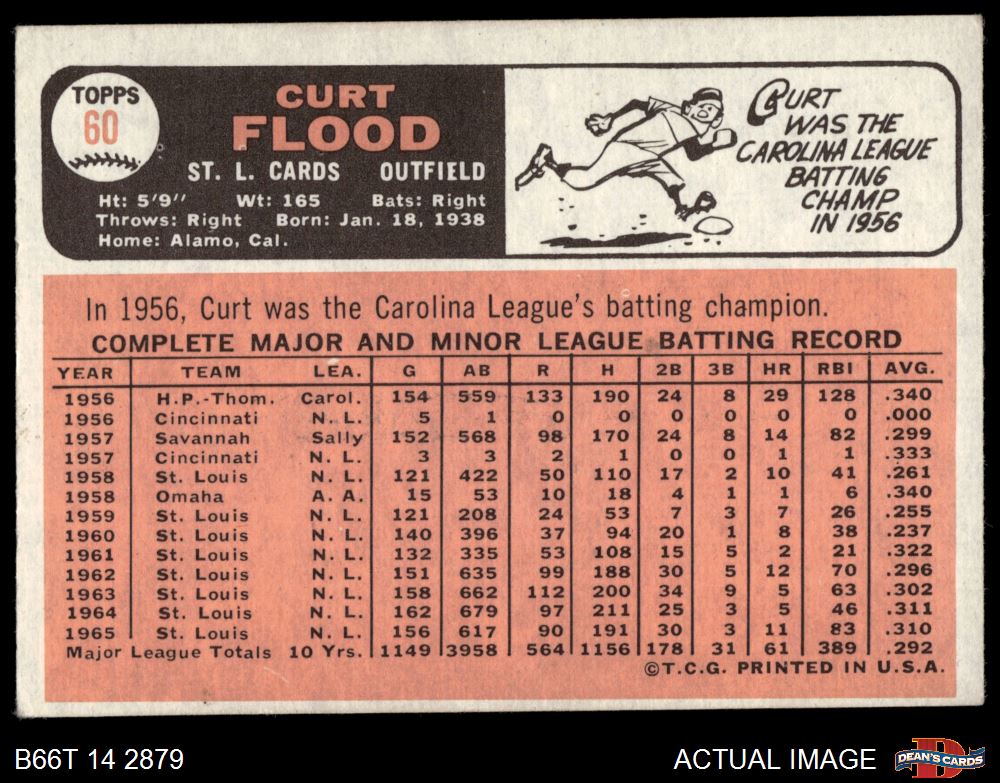 TOPPS
60
CURT
FLOOD
ST. L. CARDS OUTFIELD
Ht: 5'9" Wt: 165 Bats: Right
Throws: Right Born: Jan. 18, 1938
Home: Alamo, Cal.
CURT
WAS THE
CAROLINA LEAGUE
BATTING
CHAMP
IN 1956
In 1956, Curt was the Carolina League's batting champion.
COMPLETE MAJOR AND MINOR LEAGUE BATTING RECORD
YEAR TEAM LEA. G AB R H 2B 3B HR RBI AVG.
1956 H.P.-Thom. Carol. 154 559 133 190 24 8 29 128 .340
1956 Cincinnati N. L. 5 1 0 0 0 0 0 0 .000
1957 Savannah Sally 152 568 98 170 24 8 14 82 .299
1957 Cincinnati N. L. 3 3 2 1 0 0 1 1 .333
1958 St. Louis N. L. 121 422 50 110 17 2 10 41 .261
1958 Omaha A. A. 15 53 10 18 4 1 1 6 .340
1959 St. Louis N. L. 121 208 24 53 7 3 7 26 .255
1960 St. Louis N. L. 140 396 37 94 20 1 8 38 .237
1961 St. Louis N. L. 132 335 53 108 15 5 2 21 .322
1962 St. Louis N. L. 151 635 99 188 30 5 12 70 .296
1963 St. Louis N. L. 158 662 112 200 34 9 5 63 .302
1964 St. Louis N. L. 162 679 97 211 25 3 5 46 .311
1965 St. Louis N. L. 156 617 90 191 30 3 11 83 .310
Major League Totals 10 Yrs. 1149 3958 564 1156 178 31 61 389 .292
©T.C.G. PRINTED IN U.S.A.
B66T 14 2879
ACTUAL IMAGE
D
DEAN'S CARDS